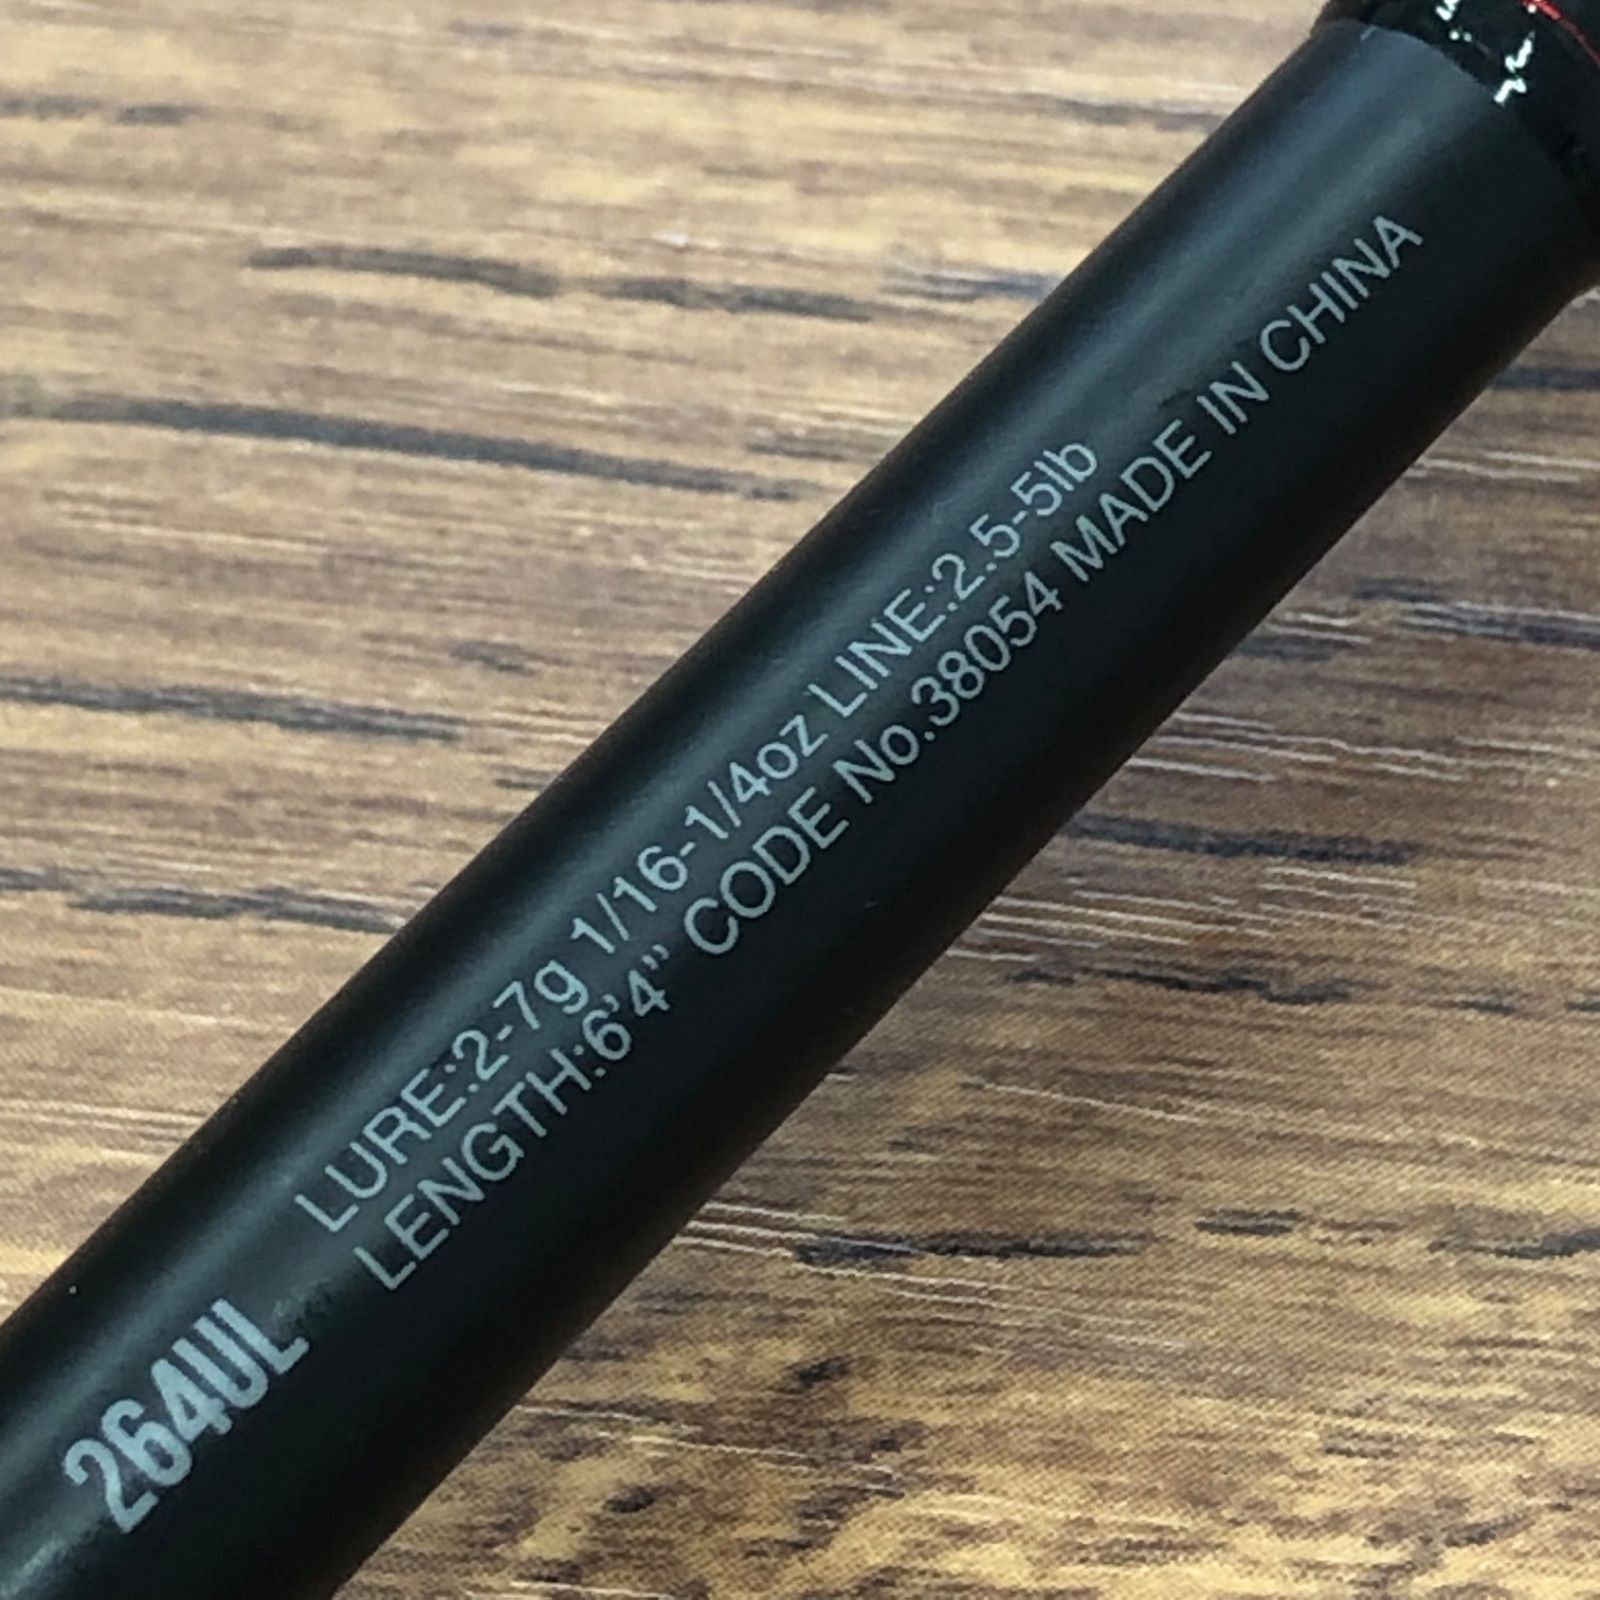 264UL
LURE:2-7g 1/16-1/4oz LINE:2.5-5lb
LENGTH:6'4” CODE No.38054 MADE IN CHINA